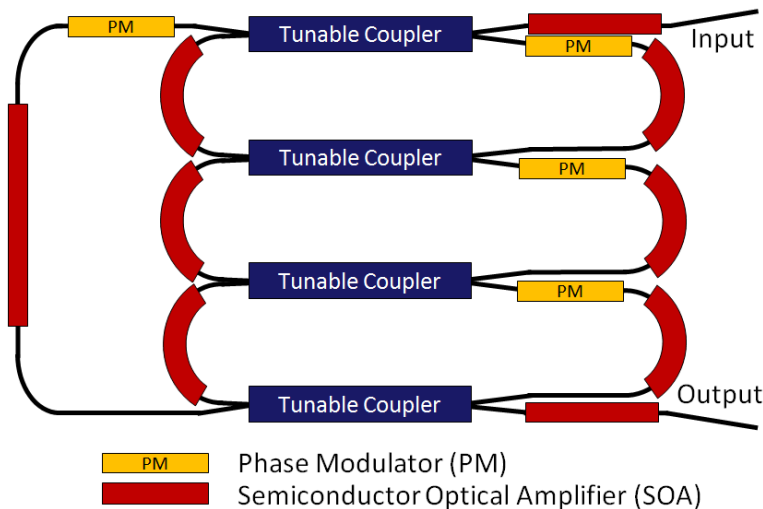 PM
Tunable Coupler
PM
Input
Tunable Coupler
PM
Tunable Coupler
PM
Tunable Coupler
Output
PM
Phase Modulator (PM)
Semiconductor Optical Amplifier (SOA)